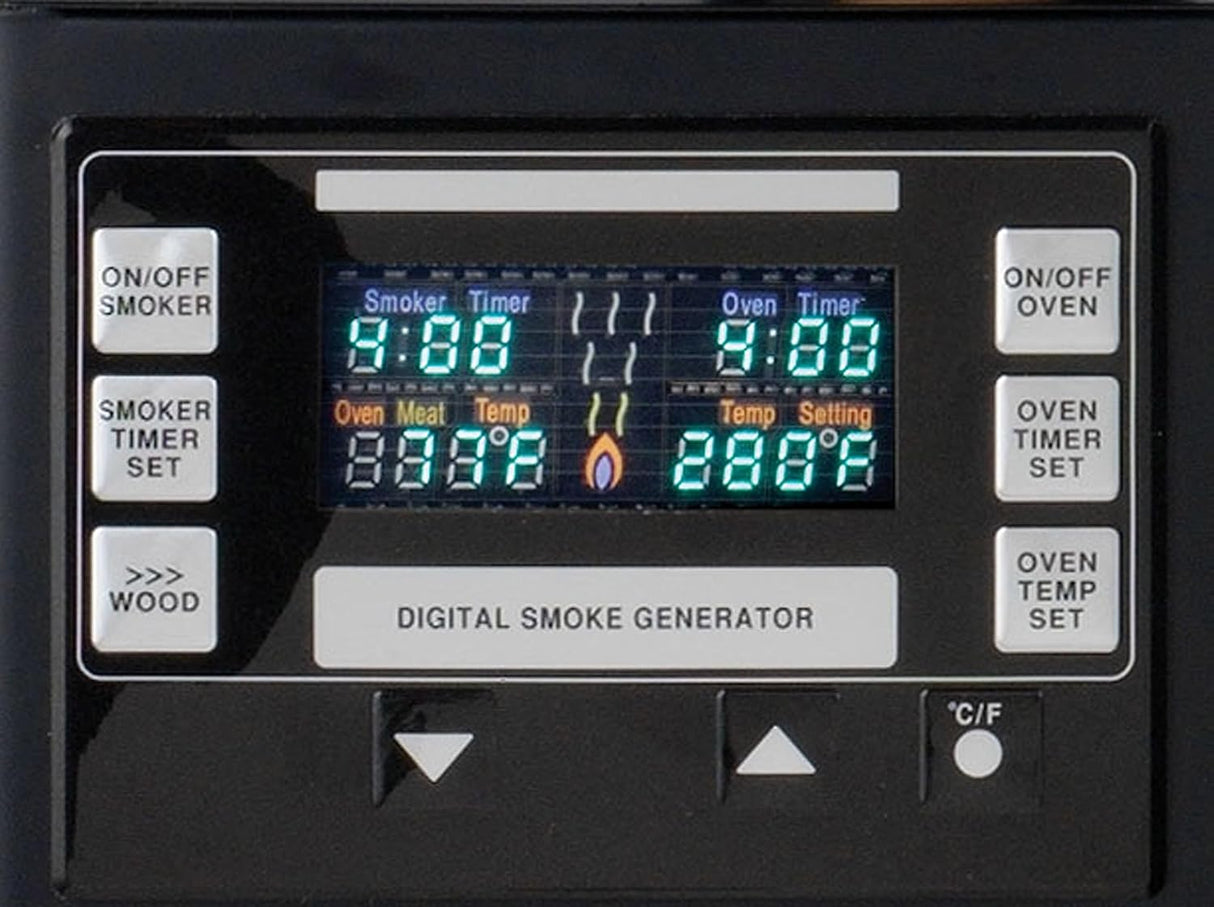 ON/OFF
SMOKER
SMOKER
TIMER
SET
>>>
WOOD
Smoker Timer
9:00
Oven Timer
9:00
Oven Meat Temp
77°F
Temp Setting
280°F
DIGITAL SMOKE GENERATOR
ON/OFF
OVEN
OVEN
TIMER
SET
OVEN
TEMP
SET
°C/F